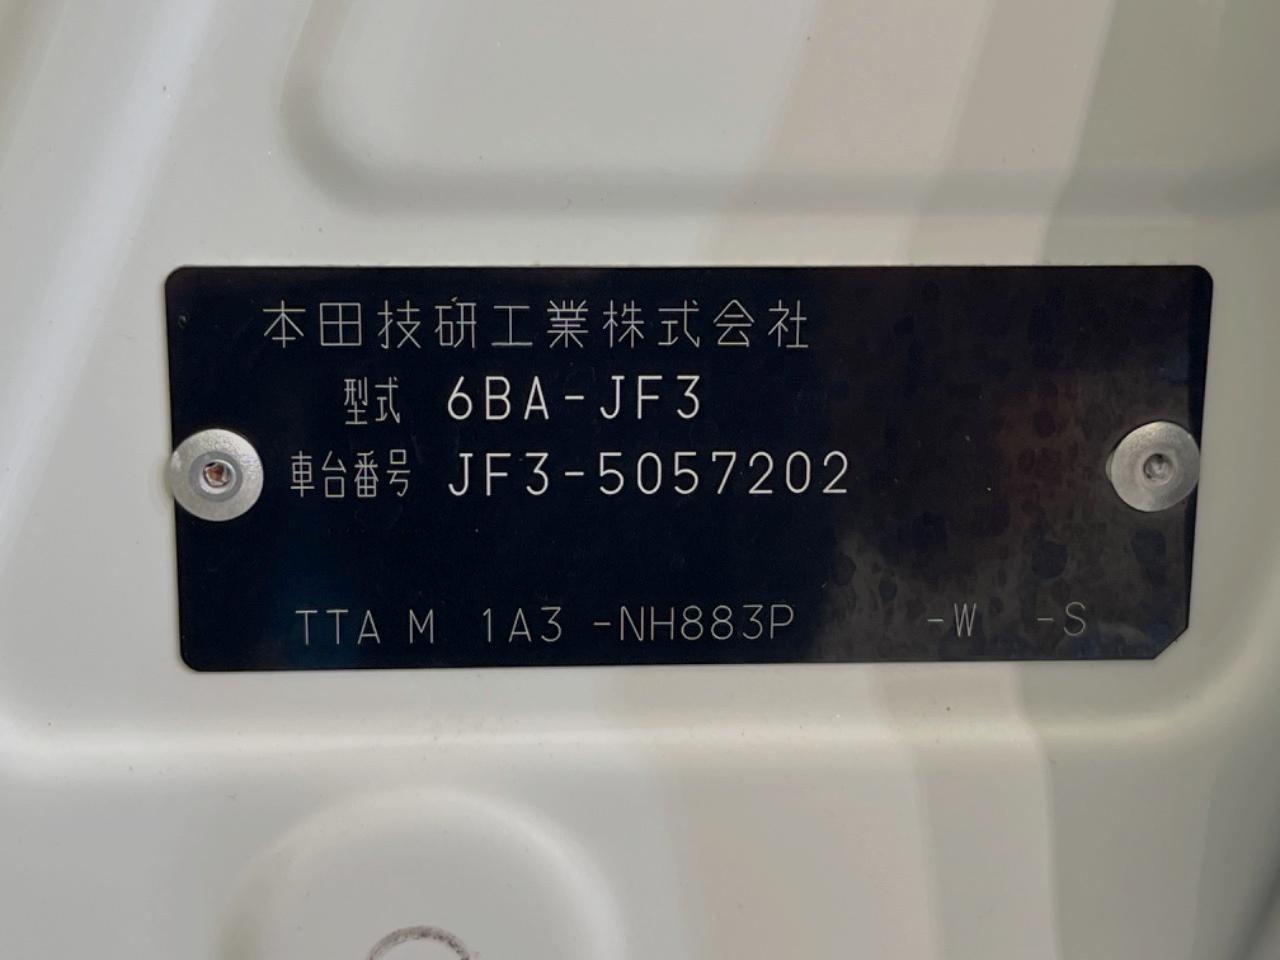 本田技研工業株式会社
型式 6BA-JF3
車台番号 JF3-5057202
TTA M 1A3 -NH883P -W -S